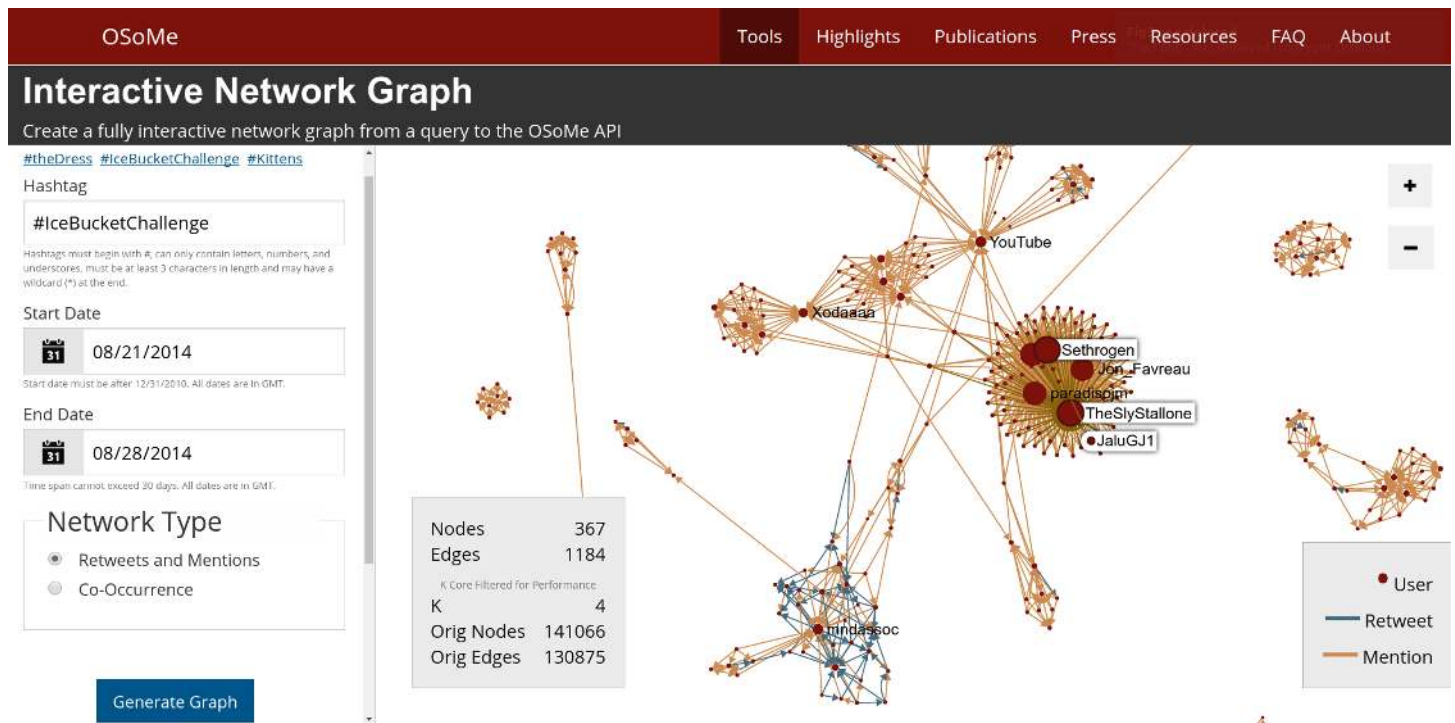 OSoMe
Tools Highlights Publications Press Resources FAQ About
Interactive Network Graph
Create a fully interactive network graph from a query to the OSoMe API
#theDress #IceBucketChallenge #Kittens
Hashtag
#IceBucketChallenge
Hashtags must begin with #, can only contain letters, numbers, and
underscores, must be at least 3 characters in length and may have a
wildcard (*) at the end.
Start Date
31 08/21/2014
Start date must be after 12/31/2010. All dates are in GMT.
End Date
31 08/28/2014
Time span cannot exceed 30 days. All dates are in GMT.
Network Type
Retweets and Mentions
Co-Occurrence
Generate Graph
+
−
YouTube
Xodaaaa
Sethrogen
Jon_Favreau
paradispjm
TheSlyStallone
JaluGJ1
mndassoc
Nodes 367
Edges 1184
K Core Filtered for Performance
K 4
Orig Nodes 141066
Orig Edges 130875
User
Retweet
Mention